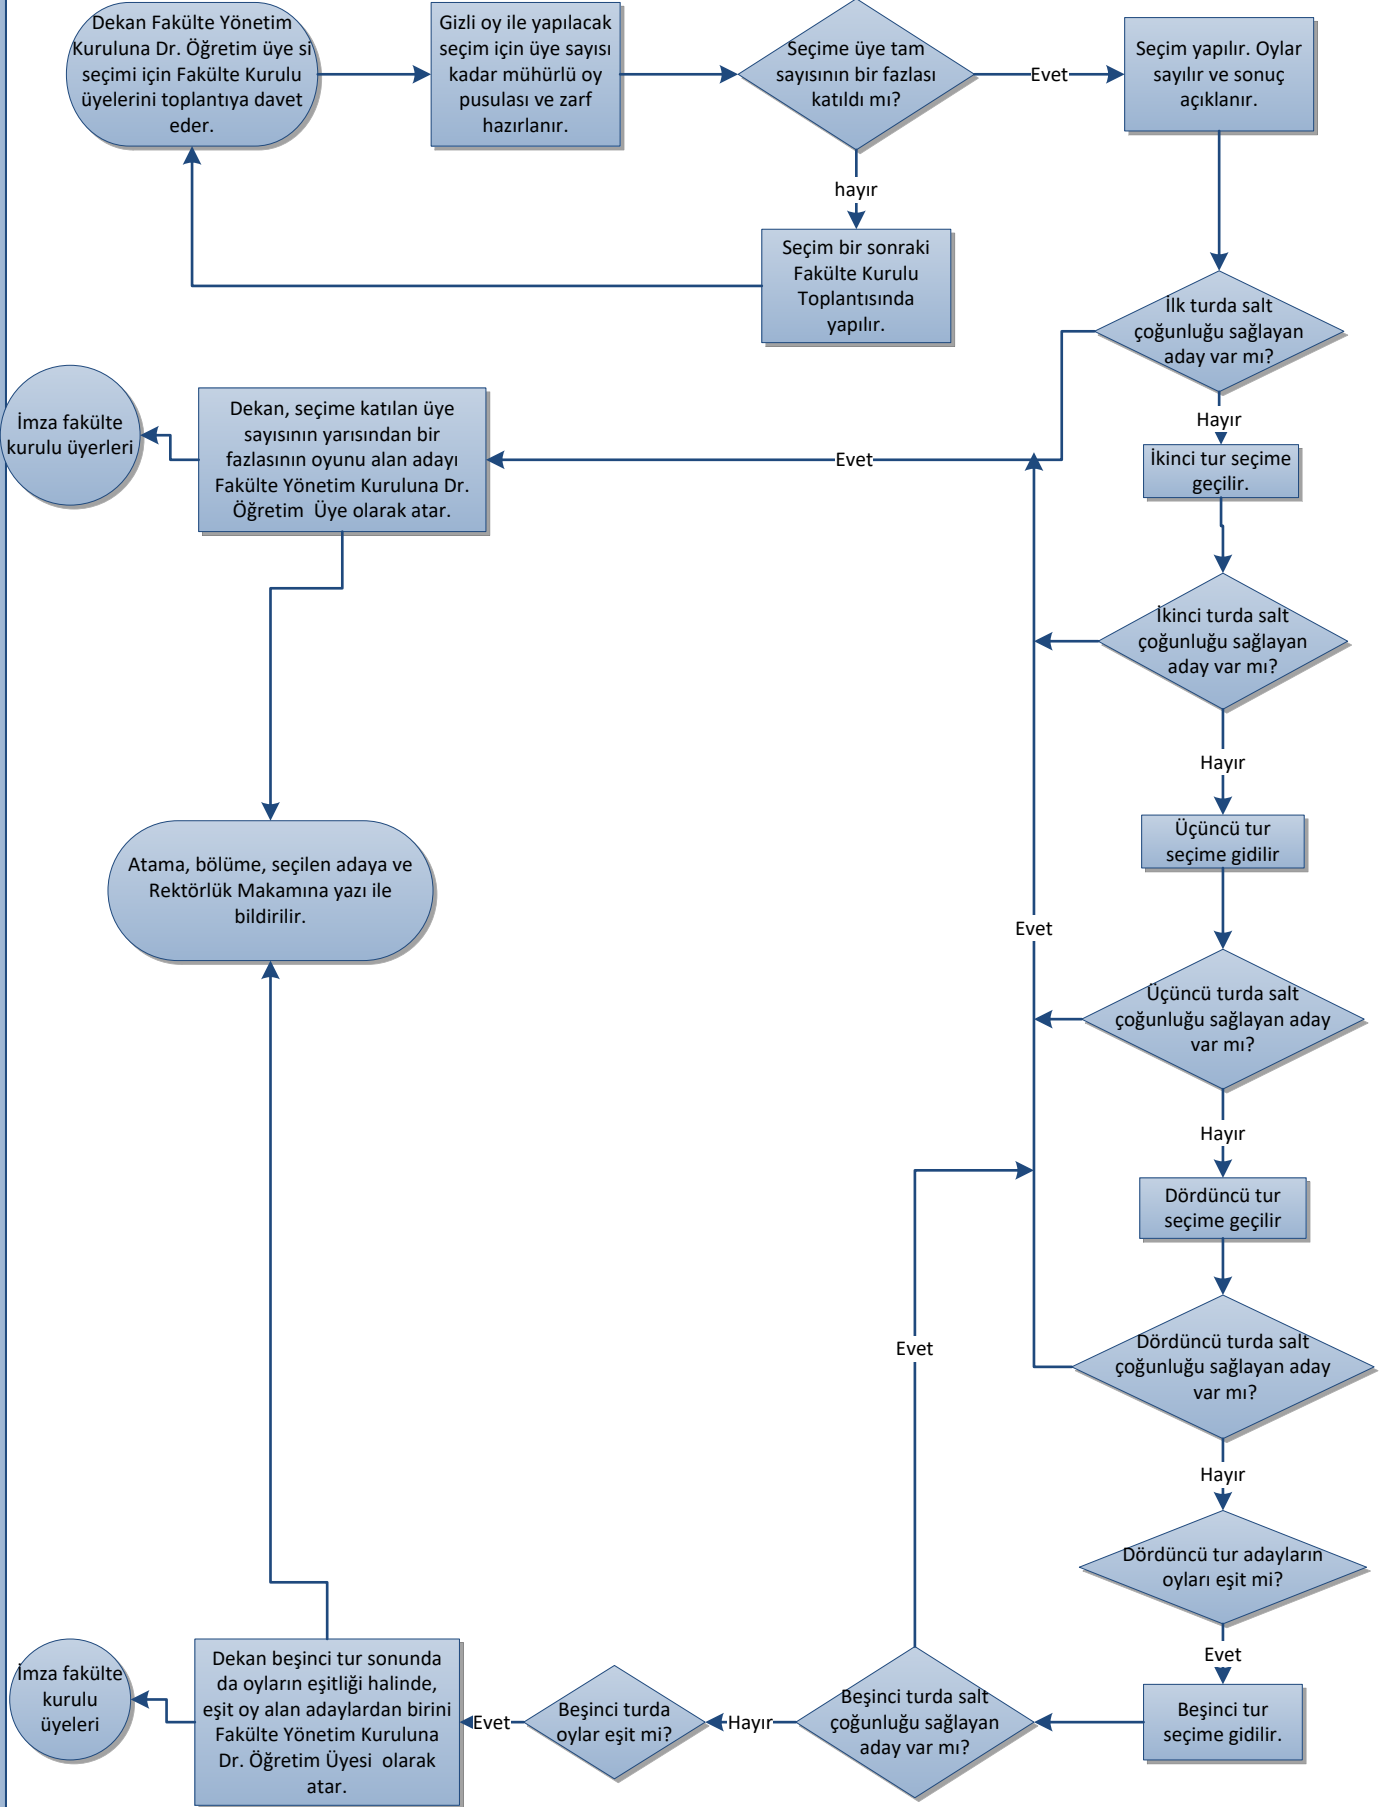 Dekan Fakülte Yönetim
Kuruluna Dr. Öğretim üye si
seçimi için Fakülte Kurulu
üyelerini toplantıya davet
eder.
Gizli oy ile yapılacak
seçim için üye sayısı
kadar mühürlü oy
pusulası ve zarf
hazırlanır.
Seçime üye tam
sayısının bir fazlası
katıldı mı?
Evet
Seçim yapılır. Oylar
sayılır ve sonuç
açıklanır.
hayır
Seçim bir sonraki
Fakülte Kurulu
Toplantısında
yapılır.
İlk turda salt
çoğunluğu sağlayan
aday var mı?
Hayır
İkinci tur seçime
geçilir.
Evet
Dekan, seçime katılan üye
sayısının yarısından bir
fazlasının oyunu alan adayı
Fakülte Yönetim Kuruluna Dr.
Öğretim  Üye olarak atar.
İmza fakülte
kurulu üyerleri
İkinci turda salt
çoğunluğu sağlayan
aday var mı?
Hayır
Üçüncü tur
seçime gidilir
Atama, bölüme, seçilen adaya ve
Rektörlük Makamına yazı ile
bildirilir.
Evet
Üçüncü turda salt
çoğunluğu sağlayan aday
var mı?
Hayır
Dördüncü tur
seçime geçilir
Evet
Dördüncü turda salt
çoğunluğu sağlayan aday
var mı?
Hayır
Dördüncü tur adayların
oyları eşit mi?
Evet
Beşinci tur
seçime gidilir.
Beşinci turda salt
çoğunluğu sağlayan
aday var mı?
Hayır
Beşinci turda
oylar eşit mi?
Evet
Dekan beşinci tur sonunda
da oyların eşitliği halinde,
eşit oy alan adaylardan birini
Fakülte Yönetim Kuruluna
Dr. Öğretim Üyesi  olarak
atar.
İmza fakülte
kurulu
üyeleri